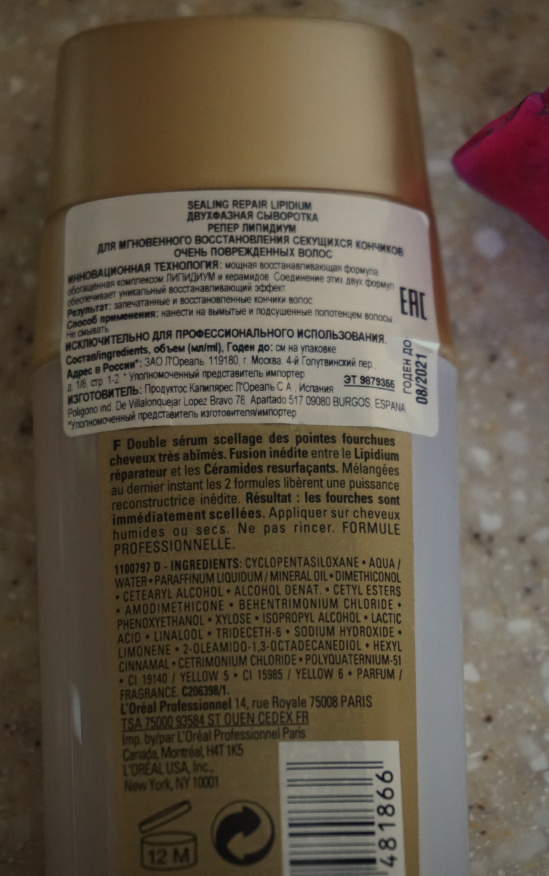 SEALING REPAIR LIPIDIUM
ДВУХФАЗНАЯ СЫВОРОТКА
РЕПЕР ЛИПИДИУМ
ДЛЯ МГНОВЕННОГО ВОССТАНОВЛЕНИЯ СЕКУЩИХСЯ КОНЧИКОВ
ОЧЕНЬ ПОВРЕЖДЕННЫХ ВОЛОС
ИННОВАЦИОННАЯ ТЕХНОЛОГИЯ: мощная восстанавливающая формула
обогащенная комплексом ЛИПИДИУМ и керамидов. Соединение этих двух формул
обеспечивает уникальный восстанавливающий эффект.
Результат: запечатанные и восстановленные кончики волос.
Способ применения: нанести на вымытые и подсушенные полотенцем волосы.
Не смывать.
ИСКЛЮЧИТЕЛЬНО ДЛЯ ПРОФЕССИОНАЛЬНОГО ИСПОЛЬЗОВАНИЯ.
Состав/ingredients, объем (мл/ml), Годен до: см на упаковке
Адрес в России*: ЗАО Л'Ореаль, 119180, г. Москва, 4-й Голутвинский пер.
д. 1/8, стр. 1-2. * Уполномоченный представитель импортер
ЭТ 9879366
ИЗГОТОВИТЕЛЬ: Продуктос Капилярес Л'Ореаль С.А., Испания
Poligono ind. De Villalonquejar Lopez Bravo 78, Apartado 517 09080 BURGOS, ESPANA
*Уполномоченный представитель изготовителя/импортер
EAC
ГОДЕН ДО
08/2021
F Double sérum scellage des pointes fourchues
cheveux très abîmés. Fusion inédite entre le Lipidium
réparateur et les Céramides resurfaçants. Mélangées
au dernier instant les 2 formules libèrent une puissance
reconstructrice inédite. Résultat : les fourches sont
immédiatement scellées. Appliquer sur cheveux
humides ou secs. Ne pas rincer. FORMULE
PROFESSIONNELLE.
1100797 D - INGREDIENTS: CYCLOPENTASILOXANE • AQUA /
WATER • PARAFFINUM LIQUIDUM / MINERAL OIL • DIMETHICONOL
• CETEARYL ALCOHOL • ALCOHOL DENAT. • CETYL ESTERS
• AMODIMETHICONE • BEHENTRIMONIUM CHLORIDE •
PHENOXYETHANOL • XYLOSE • ISOPROPYL ALCOHOL • LACTIC
ACID • LINALOOL • TRIDECETH-6 • SODIUM HYDROXIDE •
LIMONENE • 2-OLEAMIDO-1,3-OCTADECANEDIOL • HEXYL
CINNAMAL • CETRIMONIUM CHLORIDE • POLYQUATERNIUM-51
• CI 19140 / YELLOW 5 • CI 15985 / YELLOW 6 • PARFUM /
FRAGRANCE. C206398/1.
L'Oréal Professionnel 14, rue Royale 75008 PARIS
TSA 75000 93584 ST OUEN CEDEX FR
Imp. by/par L'Oréal Professionnel Paris
Canada, Montréal, H4T 1K5
L'ORÉAL USA, Inc.,
New York, NY 10001
12 M
481866